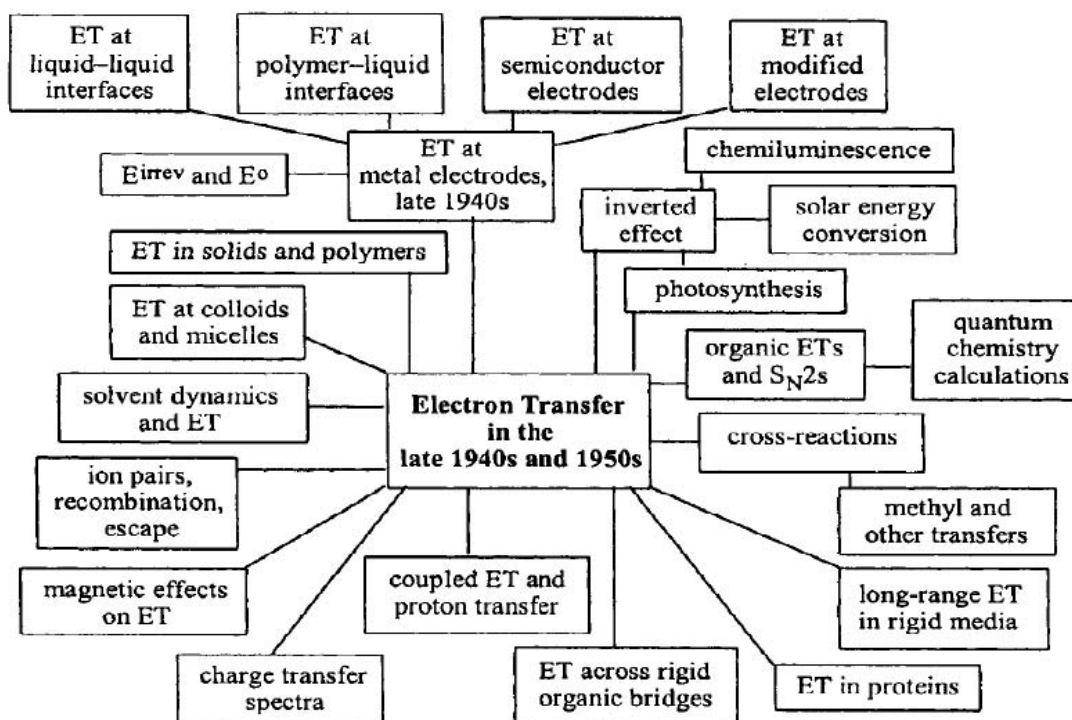 ET at
liquid–liquid
interfaces
ET at
polymer–liquid
interfaces
ET at
semiconductor
electrodes
ET at
modified
electrodes
E^irrev and E^o
ET at
metal electrodes,
late 1940s
chemiluminescence
inverted
effect
solar energy
conversion
ET in solids and polymers
photosynthesis
ET at colloids
and micelles
organic ETs
and S_N2s
quantum
chemistry
calculations
solvent dynamics
and ET
Electron Transfer
in the
late 1940s and 1950s
cross-reactions
ion pairs,
recombination,
escape
methyl and
other transfers
magnetic effects
on ET
coupled ET and
proton transfer
long-range ET
in rigid media
charge transfer
spectra
ET across rigid
organic bridges
ET in proteins